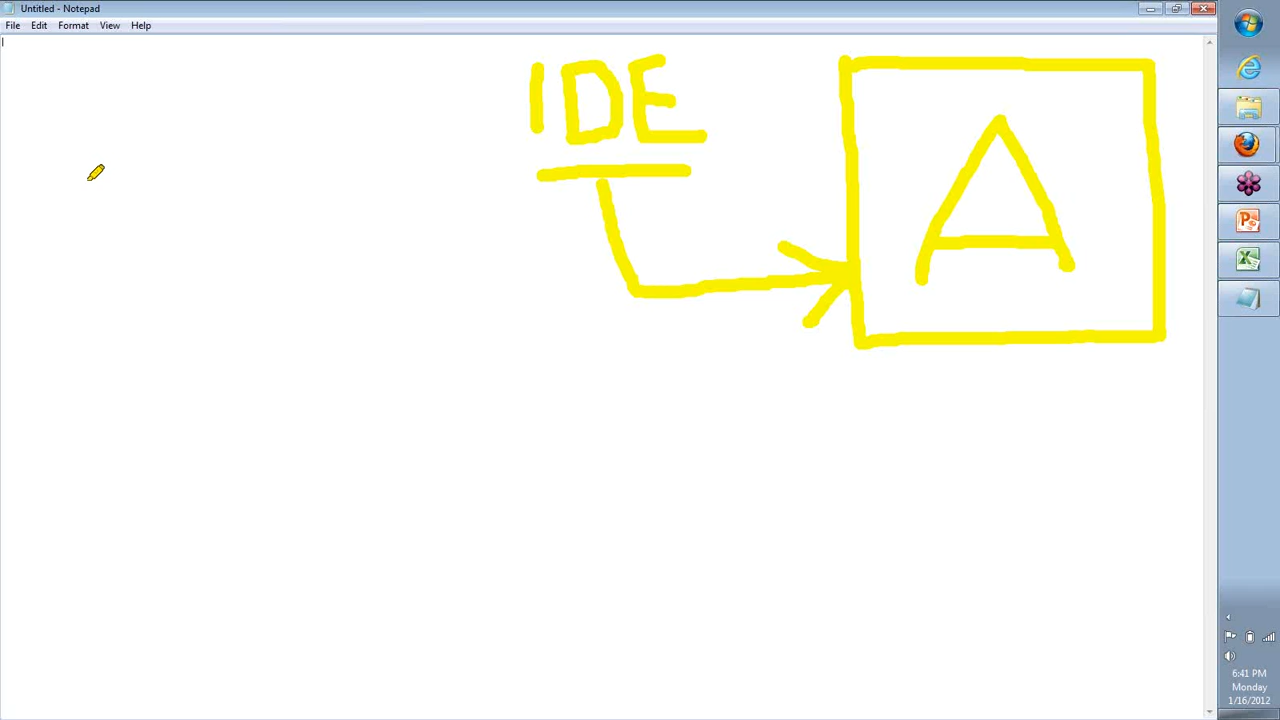 Untitled - Notepad
File Edit Format View Help
IDE
A
6:41 PM
Monday
1/16/2012